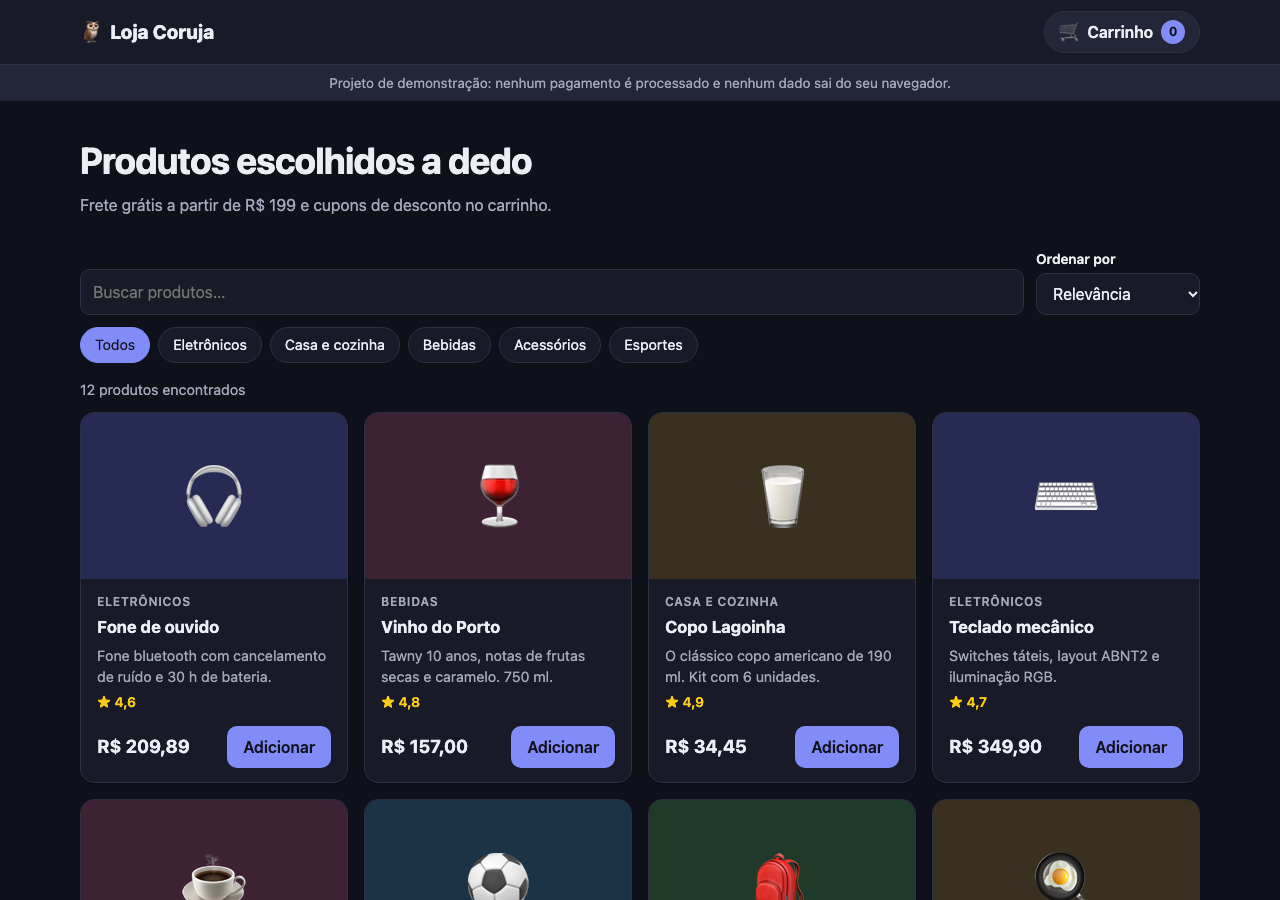 Loja Coruja
Carrinho 0
Projeto de demonstração: nenhum pagamento é processado e nenhum dado sai do seu navegador.
Produtos escolhidos a dedo
Frete grátis a partir de R$ 199 e cupons de desconto no carrinho.
Ordenar por
Buscar produtos...
Relevância
Todos
Eletrônicos
Casa e cozinha
Bebidas
Acessórios
Esportes
12 produtos encontrados
ELETRÔNICOS
Fone de ouvido
Fone bluetooth com cancelamento
de ruído e 30 h de bateria.
4,6
R$ 209,89
Adicionar
BEBIDAS
Vinho do Porto
Tawny 10 anos, notas de frutas
secas e caramelo. 750 ml.
4,8
R$ 157,00
Adicionar
CASA E COZINHA
Copo Lagoinha
O clássico copo americano de 190
ml. Kit com 6 unidades.
4,9
R$ 34,45
Adicionar
ELETRÔNICOS
Teclado mecânico
Switches táteis, layout ABNT2 e
iluminação RGB.
4,7
R$ 349,90
Adicionar